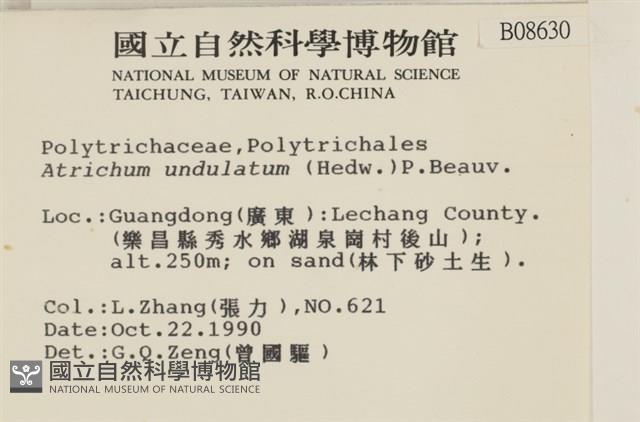 國立自然科學博物館
B08630
NATIONAL MUSEUM OF NATURAL SCIENCE
TAICHUNG, TAIWAN, R.O.CHINA
Polytrichaceae,Polytrichales
Atrichum undulatum (Hedw.)P.Beauv.
Loc.:Guangdong(廣東):Lechang County.
(樂昌縣秀水鄉湖泉崗村後山);
alt.250m; on sand(林下砂土生).
Col.:L.Zhang(張力),NO.621
Date:Oct.22.1990
Det.:G.O.Zeng(曾國驅)
國立自然科學博物館
NATIONAL MUSEUM OF NATURAL SCIENCE